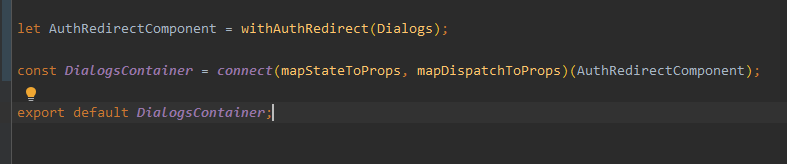 let AuthRedirectComponent = withAuthRedirect(Dialogs);
const DialogsContainer = connect(mapStateToProps, mapDispatchToProps)(AuthRedirectComponent);
export default DialogsContainer;